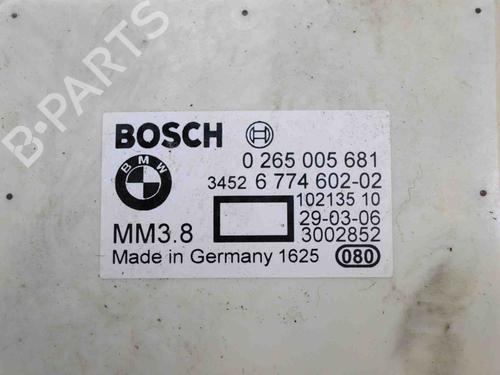 B-PARTS
BOSCH
BMW
0 265 005 681
3452 6 774 602-02
102135 10
29-03-06
MM3.8 3002852
Made in Germany 1625 080